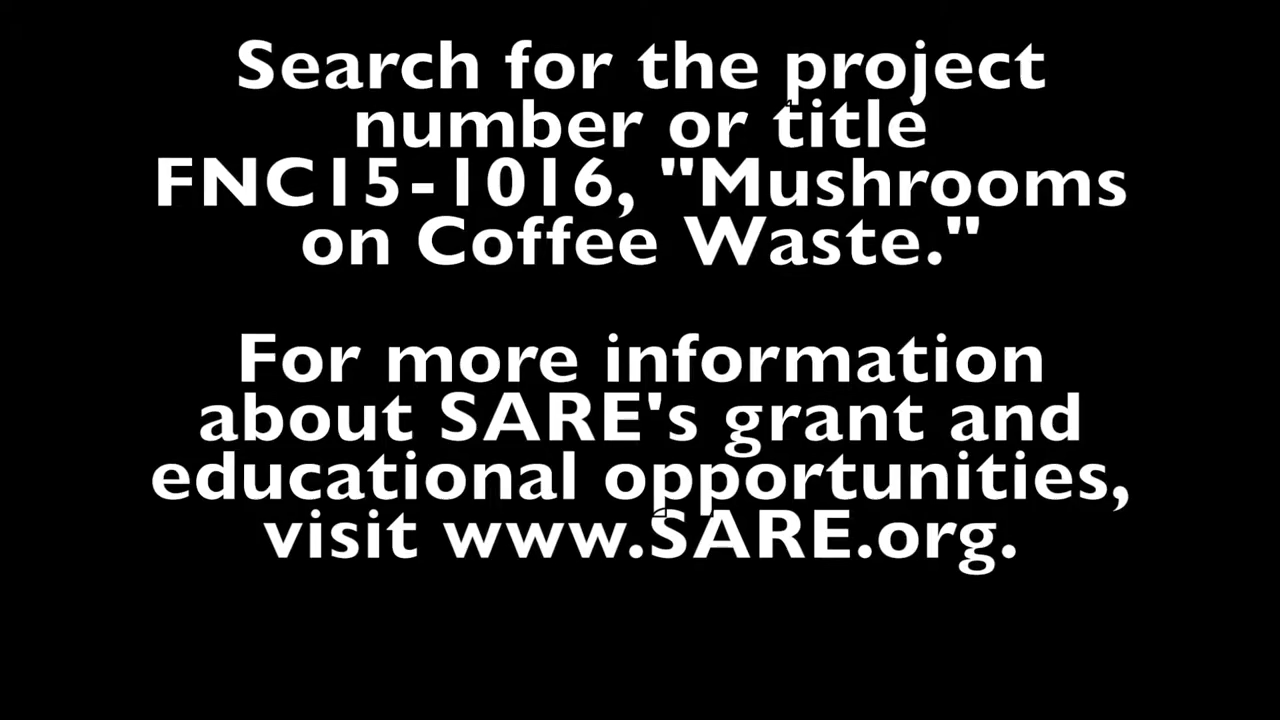 Search for the project
number or title
FNC15-1016, "Mushrooms
on Coffee Waste."
For more information
about SARE's grant and
educational opportunities,
visit www.SARE.org.